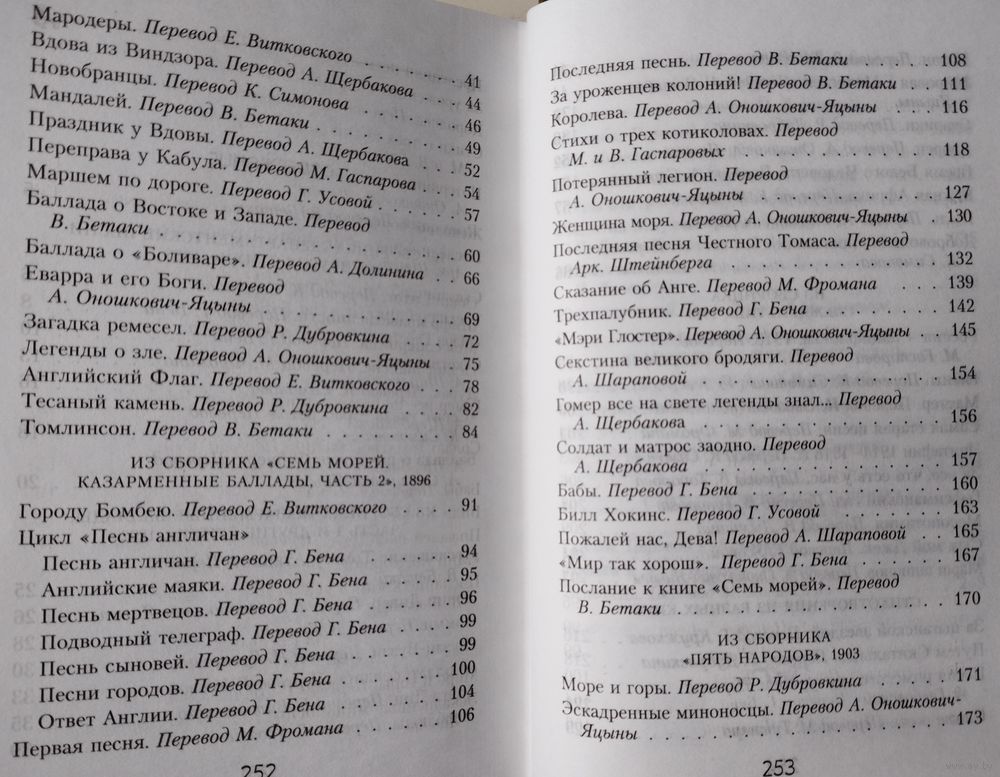 Мародеры. Перевод Е. Витковского . . . . . . 41
Вдова из Виндзора. Перевод А. Щербакова . . 44
Новобранцы. Перевод К. Симонова . . . . . . 46
Мандалей. Перевод В. Бетаки . . . . . . . . 49
Праздник у Вдовы. Перевод А. Щербакова . . 52
Переправа у Кабула. Перевод М. Гаспарова . . 54
Маршем по дороге. Перевод Г. Усовой . . . . 57
Баллада о Востоке и Западе. Перевод
В. Бетаки . . . . . . . . . . . . . . . 60
Баллада о «Боливаре». Перевод А. Долинина . 66
Еварра и его Боги. Перевод
А. Оношкович-Яцыны . . . . . . . . . . 69
Загадка ремесел. Перевод Р. Дубровкина . . . 72
Легенды о зле. Перевод А. Оношкович-Яцыны . 75
Английский Флаг. Перевод Е. Витковского . . 78
Тесаный камень. Перевод Р. Дубровкина . . . 82
Томлинсон. Перевод В. Бетаки . . . . . . . . 84
ИЗ СБОРНИКА «СЕМЬ МОРЕЙ.
КАЗАРМЕННЫЕ БАЛЛАДЫ, ЧАСТЬ 2», 1896
Городу Бомбею. Перевод Е. Витковского . . . . 91
Цикл «Песнь англичан»
Песнь англичан. Перевод Г. Бена . . . . . . 94
Английские маяки. Перевод Г. Бена . . . . . 95
Песнь мертвецов. Перевод Г. Бена . . . . . 96
Подводный телеграф. Перевод Г. Бена . . . . 99
Песнь сыновей. Перевод Г. Бена . . . . . . 99
Песни городов. Перевод Г. Бена . . . . . . 100
Ответ Англии. Перевод Г. Бена . . . . . . 104
Первая песня. Перевод М. Фромана . . . . . . 106
252
Последняя песнь. Перевод В. Бетаки . . . . . 108
За уроженцев колоний! Перевод В. Бетаки . . . 111
Королева. Перевод А. Оношкович-Яцыны . . . . 116
Стихи о трех котиколовах. Перевод
М. и В. Гаспаровых . . . . . . . . . . 118
Потерянный легион. Перевод
А. Оношкович-Яцыны . . . . . . . . . . 127
Женщина моря. Перевод А. Оношкович-Яцыны . 130
Последняя песня Честного Томаса. Перевод
Арк. Штейнберга . . . . . . . . . . . . 132
Сказание об Анге. Перевод М. Фромана . . . . 139
Трехпалубник. Перевод Г. Бена . . . . . . . . 142
«Мэри Глостер». Перевод А. Оношкович-Яцыны . 145
Секстина великого бродяги. Перевод
А. Шараповой . . . . . . . . . . . . . 154
Гомер все на свете легенды знал... Перевод
А. Щербакова . . . . . . . . . . . . . 156
Солдат и матрос заодно. Перевод
А. Щербакова . . . . . . . . . . . . . 157
Бабы. Перевод Г. Бена . . . . . . . . . . . 160
Билл Хокинс. Перевод Г. Усовой . . . . . . . 163
Пожалей нас, Дева! Перевод А. Шараповой . . 165
«Мир так хорош». Перевод Г. Бена . . . . . . 167
Послание к книге «Семь морей». Перевод
В. Бетаки . . . . . . . . . . . . . . . 170
ИЗ СБОРНИКА
«ПЯТЬ НАРОДОВ», 1903
Море и горы. Перевод Р. Дубровкина . . . . . 171
Эскадренные миноносцы. Перевод А. Оношкович-
Яцыны . . . . . . . . . . . . . . . . 173
253